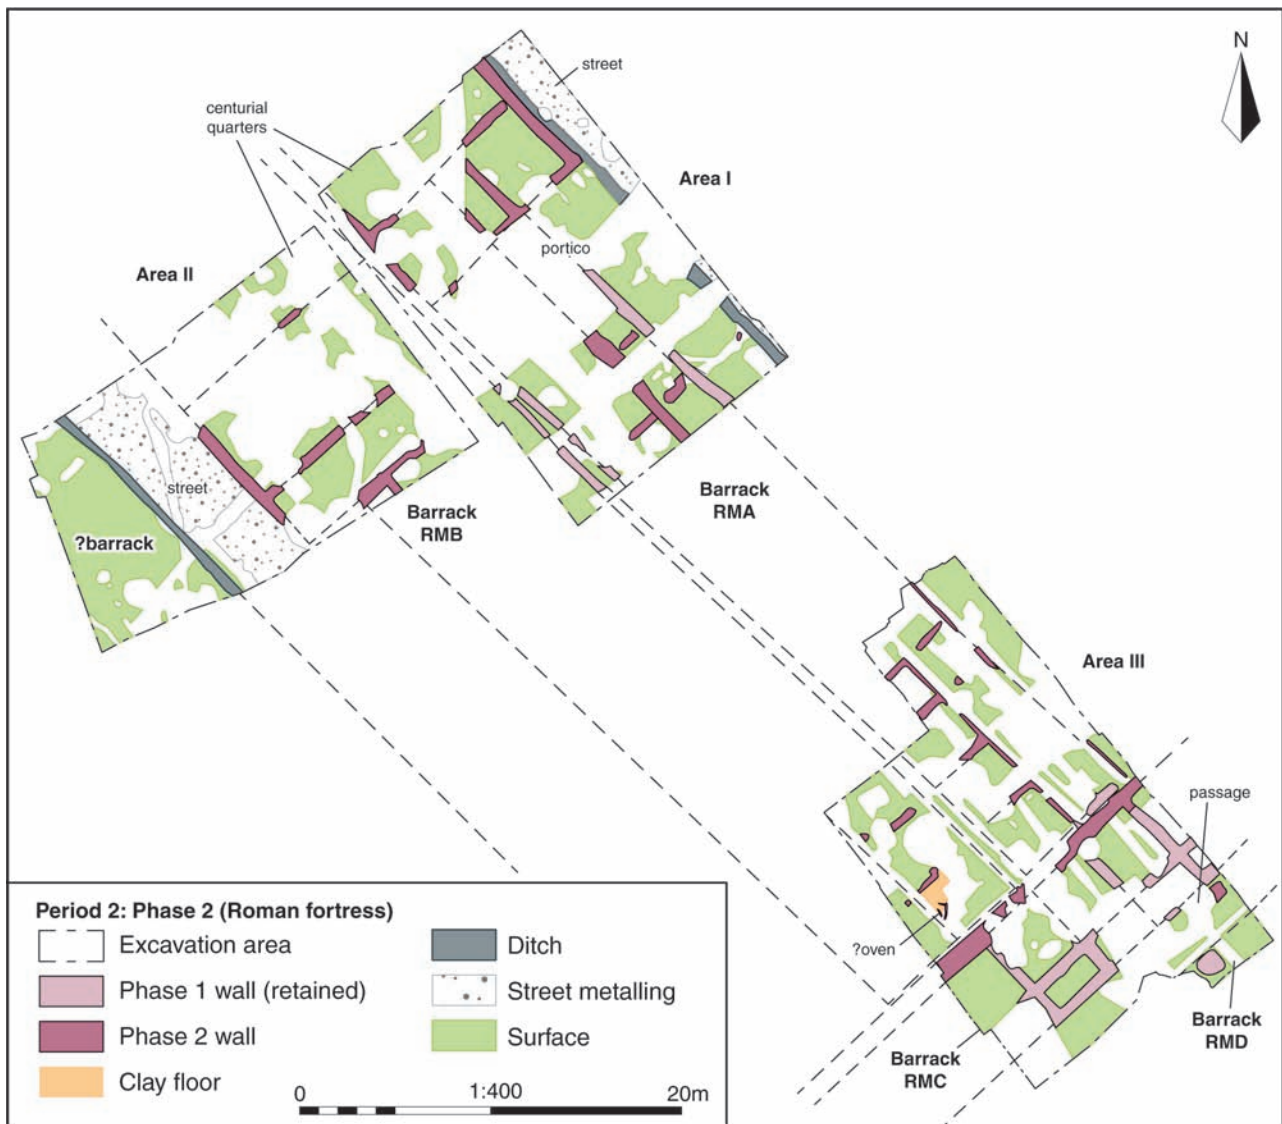 N
street
centurial
quarters
Area I
portico
Area II
street
?barrack
Barrack
RMB
Barrack
RMA
Area III
passage
?oven
Barrack
RMC
Barrack
RMD
Period 2: Phase 2 (Roman fortress)
Excavation area
Phase 1 wall (retained)
Phase 2 wall
Clay floor
Ditch
Street metalling
Surface
0 1:400 20m